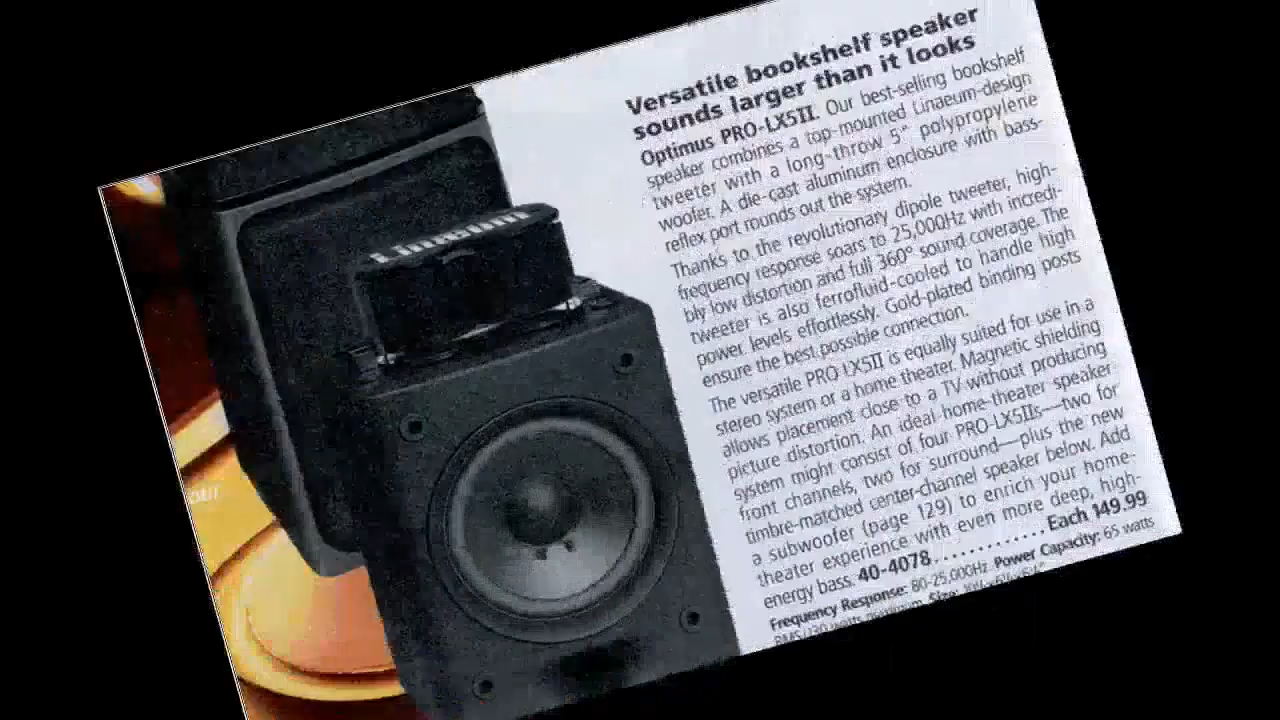 Versatile bookshelf speaker
sounds larger than it looks
Optimus PRO-LX5II. Our best-selling bookshelf
speaker combines a top-mounted Linaeum-design
tweeter with a long-throw 5" polypropylene
woofer. A die-cast aluminum enclosure with bass-
reflex port rounds out the system.
Thanks to the revolutionary dipole tweeter, high-
frequency response soars to 25,000Hz with incredi-
bly low distortion and full 360° sound coverage. The
tweeter is also ferrofluid-cooled to handle high
power levels effortlessly. Gold-plated binding posts
ensure the best possible connection.
The versatile PRO LX5II is equally suited for use in a
stereo system or a home theater. Magnetic shielding
allows placement close to a TV without producing
picture distortion. An ideal home-theater speaker
system might consist of four PRO-LX5IIs—two for
front channels, two for surround—plus the new
timbre-matched center-channel speaker below. Add
a subwoofer (page 129) to enrich your home-
theater experience with even more deep, high-
energy bass. 40-4078............. Each 149.99
Frequency Response: 80-25,000Hz Power Capacity: 65 watts
RMS/130 watts maximum Size:
Linaeum
OUT